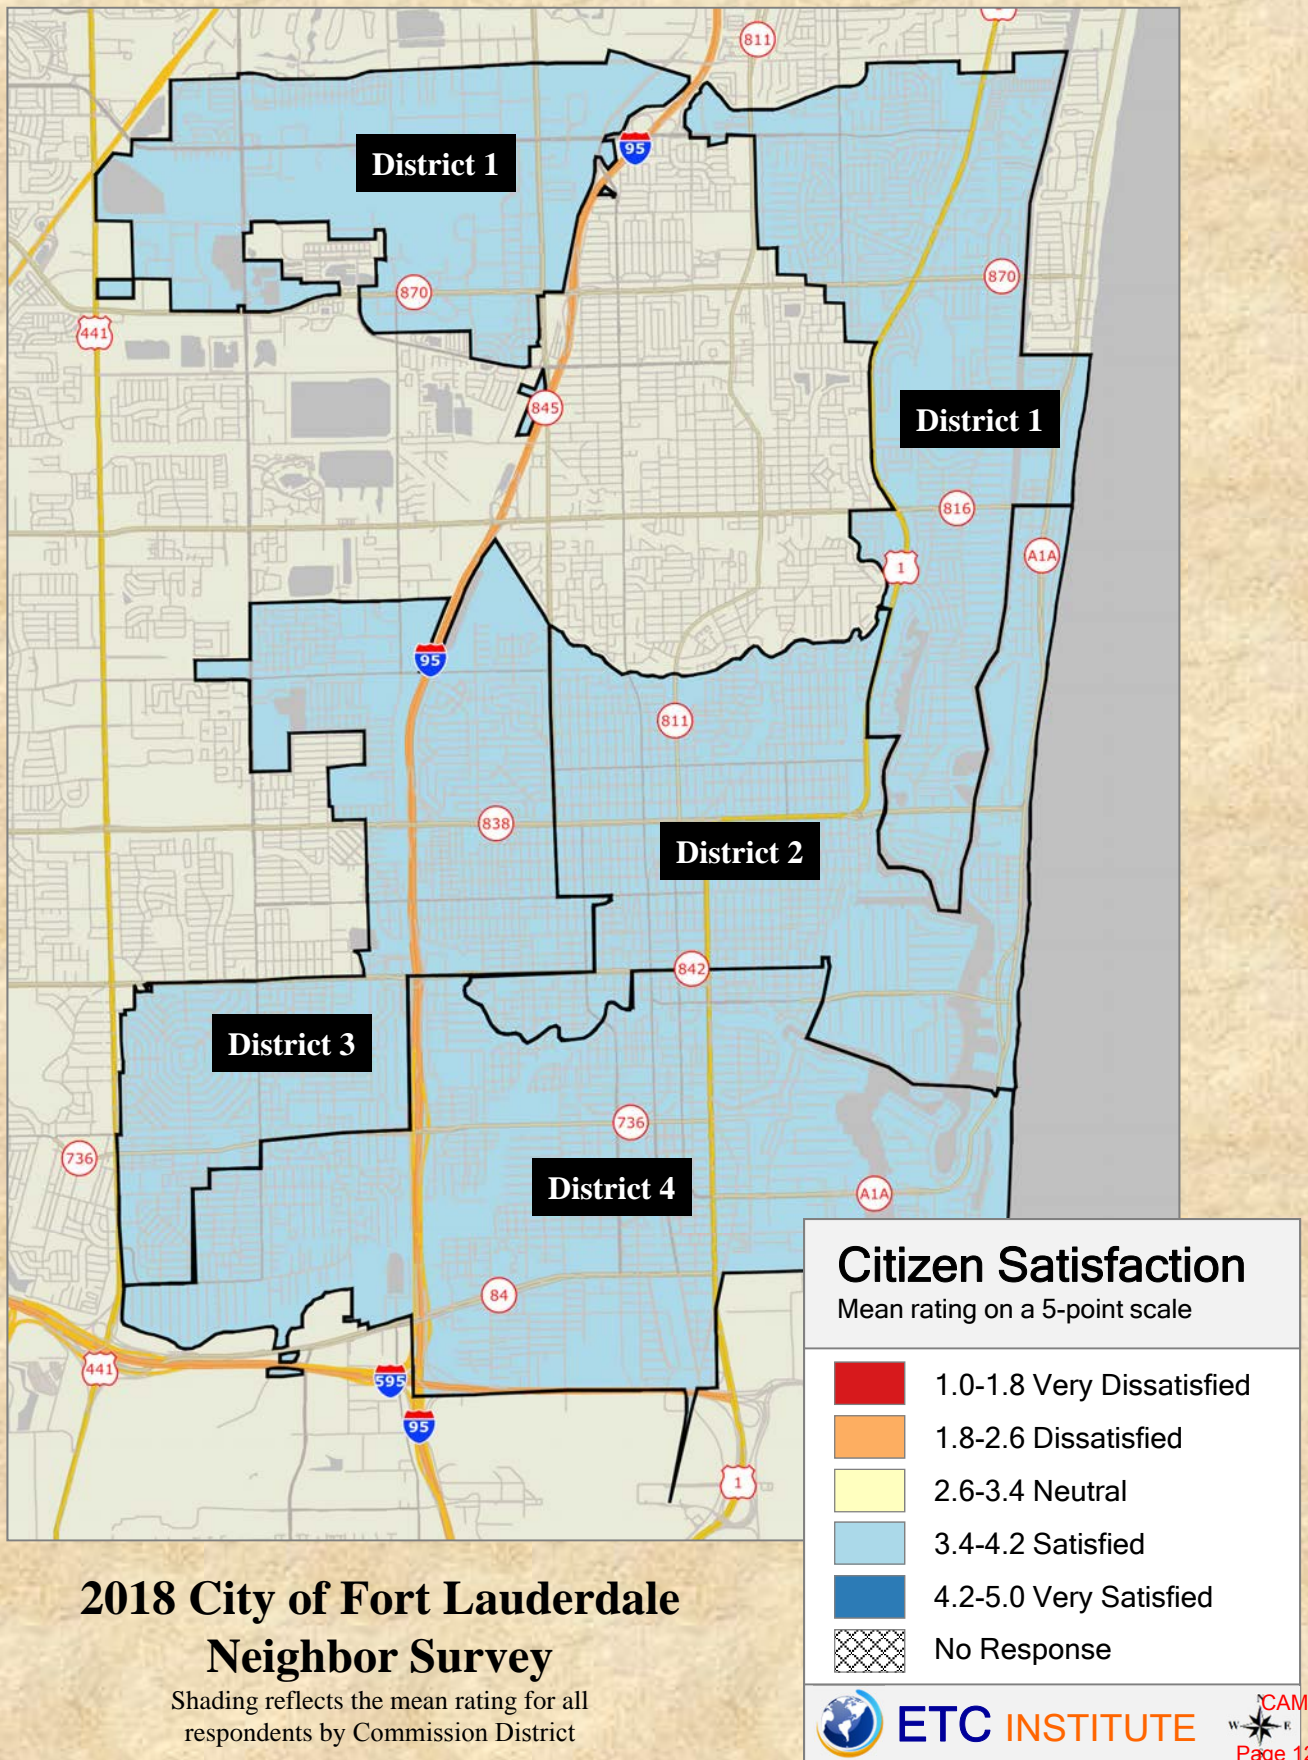 811
District 1
95
870
870
441
845
District 1
816
A1A
1
95
811
838
District 2
842
District 3
736
736
District 4
A1A
84
441
595
95
1
Citizen Satisfaction
Mean rating on a 5-point scale
1.0-1.8 Very Dissatisfied
1.8-2.6 Dissatisfied
2.6-3.4 Neutral
3.4-4.2 Satisfied
4.2-5.0 Very Satisfied
No Response
2018 City of Fort Lauderdale
Neighbor Survey
Shading reflects the mean rating for all
respondents by Commission District
ETC INSTITUTE
W E
CAM
Page